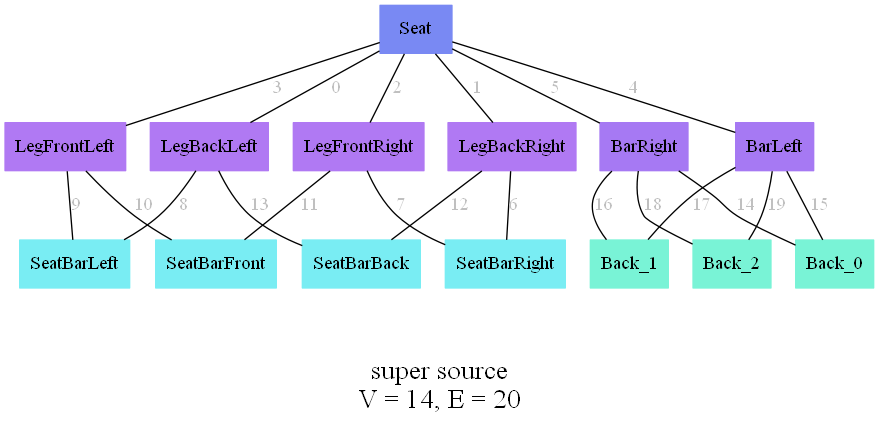 Seat
3 0 2 1 5 4
LegFrontLeft LegBackLeft LegFrontRight LegBackRight BarRight BarLeft
9 10 8 13 11 7 12 6 16 18 17 14 19 15
SeatBarLeft SeatBarFront SeatBarBack SeatBarRight Back_1 Back_2 Back_0
super source
V = 14, E = 20